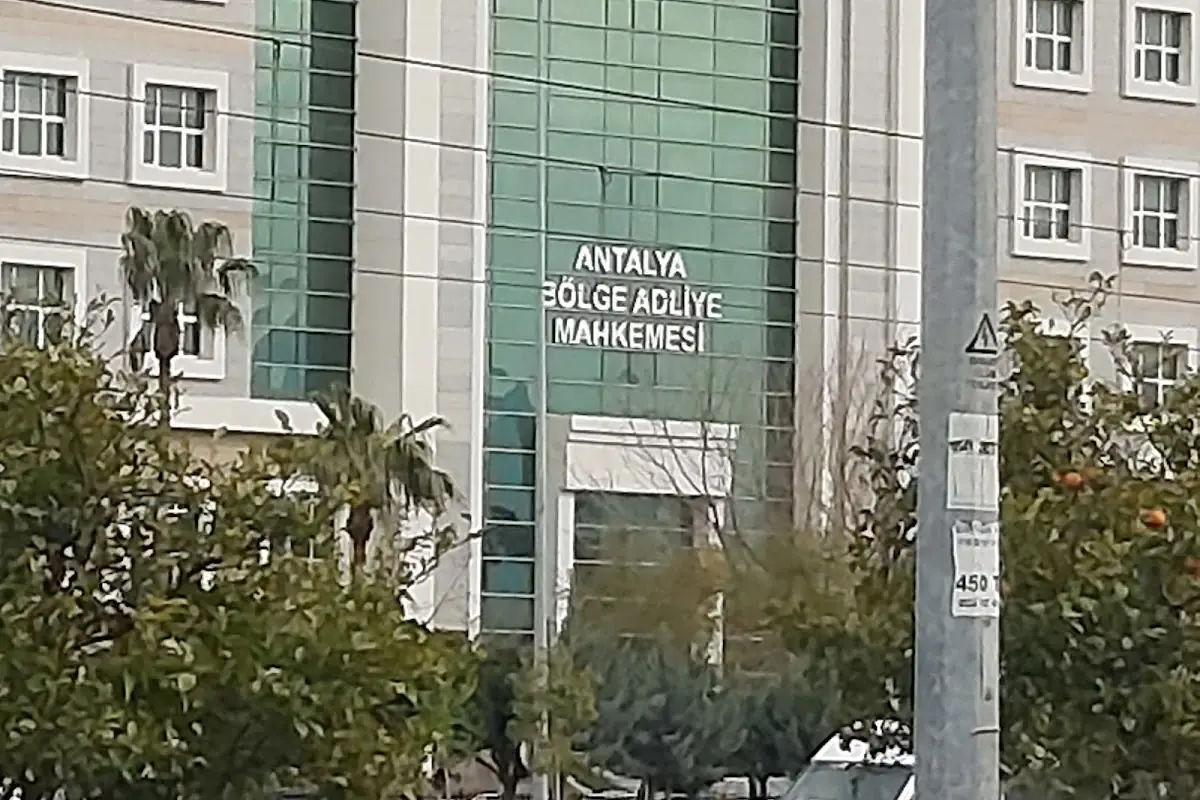 ANTALYA
BÖLGE ADLİYE
MAHKEMESİ
450 T